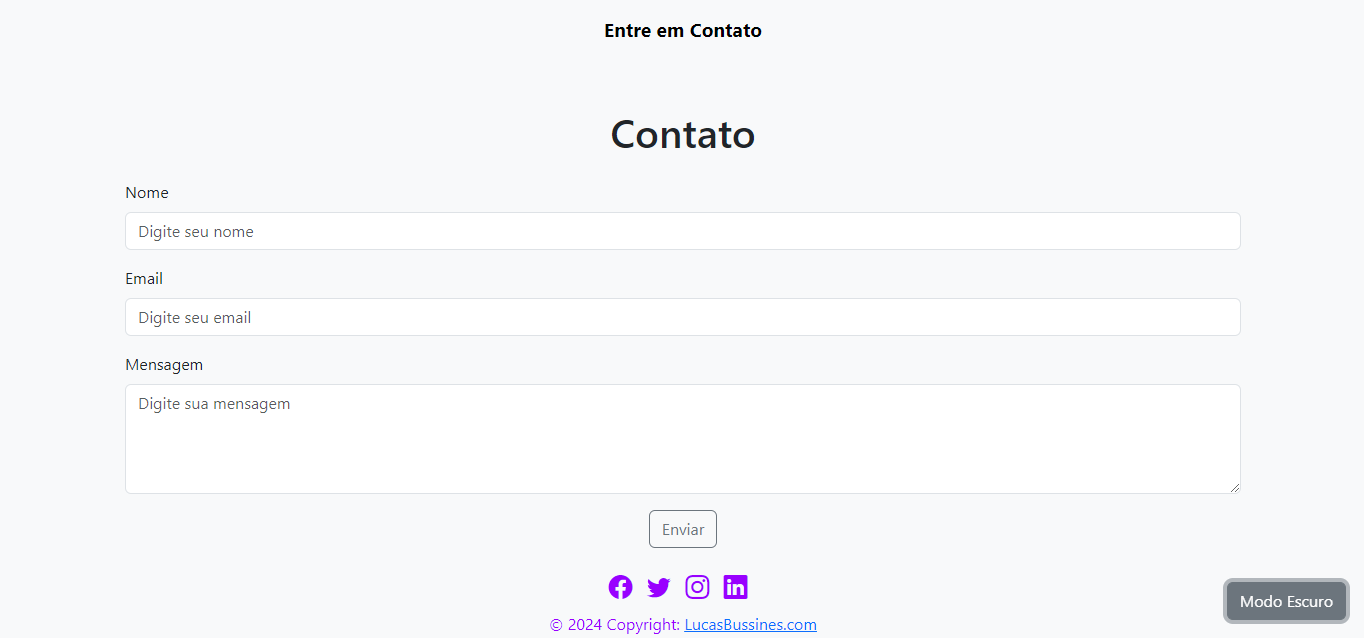 Entre em Contato
Contato
Nome
Digite seu nome
Email
Digite seu email
Mensagem
Digite sua mensagem
Enviar
Modo Escuro
© 2024 Copyright: LucasBussines.com